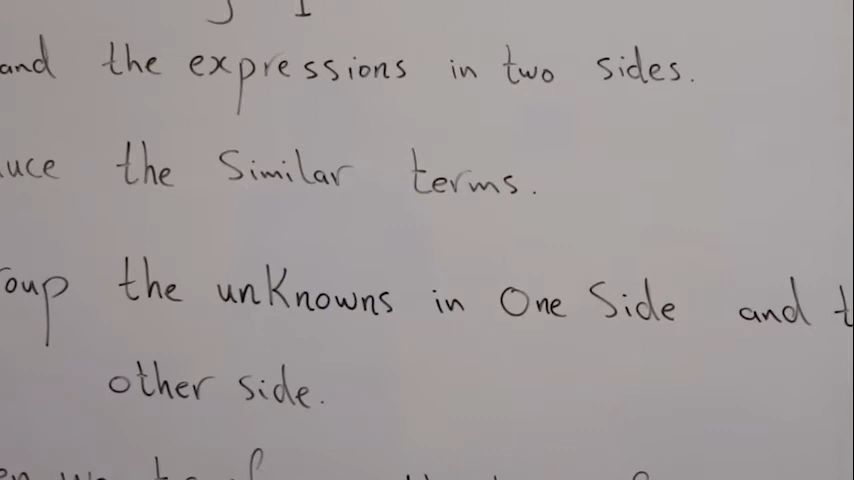 and the expressions in two sides.
uce the Similar terms.
oup the unknowns in One Side and t
other side.